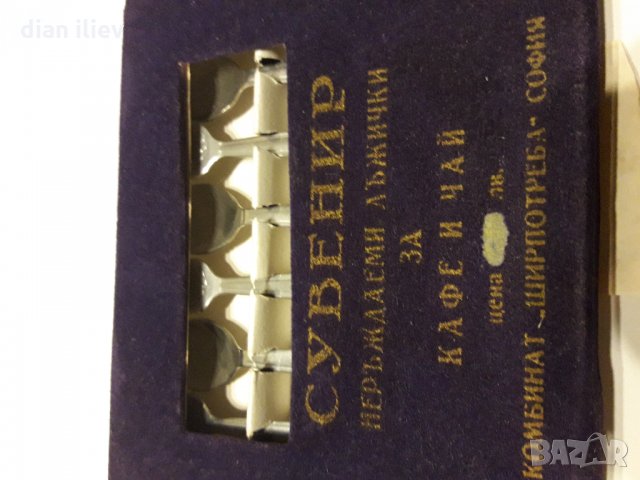 dian iliev
СУВЕНИР
НЕРЪЖДАЕМИ ЛЪЖИЧКИ
ЗА
КАФЕ И ЧАЙ
цена лв.
КОМБИНАТ „ШИРПОТРЕБА“ СОФИЯ
BAZAR